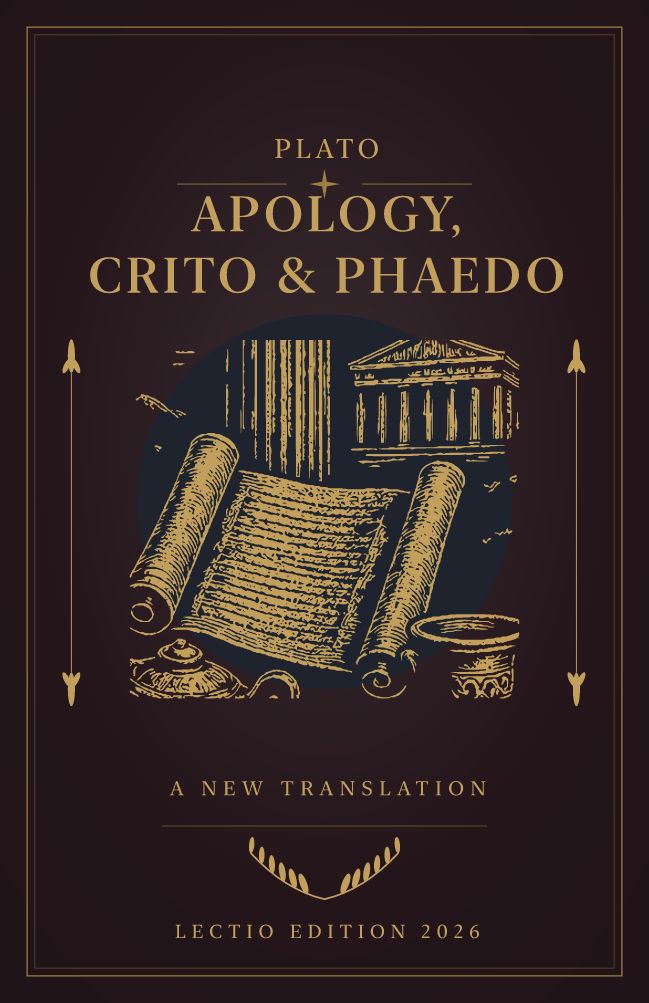 PLATO
APOLOGY,
CRITO & PHAEDO
A NEW TRANSLATION
LECTIO EDITION 2026